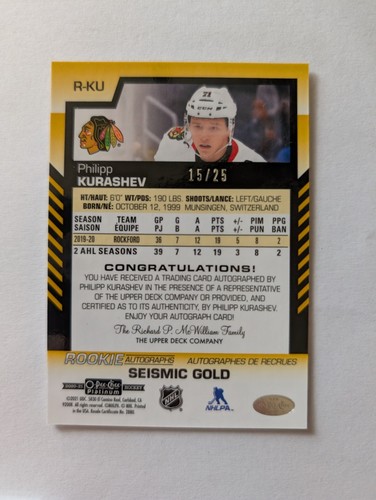 R-KU
21
Philipp
KURASHEV
15/25
HT/HAUT: 6'0" WT/POS: 190 LBS. SHOOTS/LANCE: LEFT/GAUCHE
BORN/NÉ: OCTOBER 12, 1999 MUNSINGEN, SWITZERLAND
SEASON TEAM GP G A PTS +/- PIM PPG
SAISON ÉQUIPE PJ B A PTS +/- PUN BAN
2019-20 ROCKFORD 36 7 12 19 5 8 2
2 AHL SEASONS 39 7 12 19 3 8 2
CONGRATULATIONS!
YOU HAVE RECEIVED A TRADING CARD AUTOGRAPHED BY
PHILIPP KURASHEV IN THE PRESENCE OF A REPRESENTATIVE
OF THE UPPER DECK COMPANY OR PROVIDED, AND
CERTIFIED AS TO ITS AUTHENTICITY, BY PHILIPP KURASHEV.
ENJOY YOUR AUTOGRAPH CARD!
The Richard P. McWilliam Family
THE UPPER DECK COMPANY
ROOKIE AUTOGRAPHS AUTOGRAPHES DE RECRUES
SEISMIC GOLD
2020-21 O-Pee-Chee HOCKEY
Platinum
NHL
NHLPA